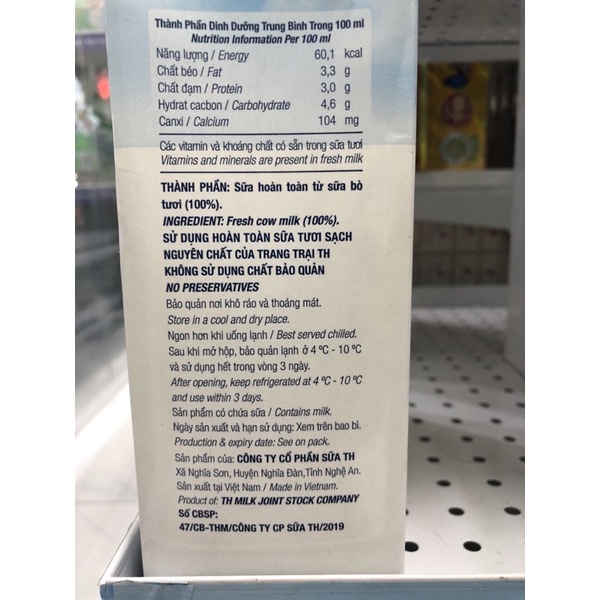 Thành Phần Dinh Dưỡng Trung Bình Trong 100 ml
Nutrition Information Per 100 ml
Năng lượng / Energy 60,1 kcal
Chất béo / Fat 3,3 g
Chất đạm / Protein 3,0 g
Hydrat cacbon / Carbohydrate 4,6 g
Canxi / Calcium 104 mg
Các vitamin và khoáng chất có sẵn trong sữa tươi
Vitamins and minerals are present in fresh milk
THÀNH PHẦN: Sữa hoàn toàn từ sữa bò
tươi (100%).
INGREDIENT: Fresh cow milk (100%).
SỬ DỤNG HOÀN TOÀN SỮA TƯƠI SẠCH
NGUYÊN CHẤT CỦA TRANG TRẠI TH
KHÔNG SỬ DỤNG CHẤT BẢO QUẢN
NO PRESERVATIVES
Bảo quản nơi khô ráo và thoáng mát.
Store in a cool and dry place.
Ngon hơn khi uống lạnh / Best served chilled.
Sau khi mở hộp, bảo quản lạnh ở 4 ºC - 10 ºC
và sử dụng hết trong vòng 3 ngày.
After opening, keep refrigerated at 4 ºC - 10 ºC
and use within 3 days.
Sản phẩm có chứa sữa / Contains milk.
Ngày sản xuất và hạn sử dụng: Xem trên bao bì.
Production & expiry date: See on pack.
Sản phẩm của: CÔNG TY CỔ PHẦN SỮA TH
Xã Nghĩa Sơn, Huyện Nghĩa Đàn,Tỉnh Nghệ An.
Sản xuất tại Việt Nam / Made in Vietnam.
Product of: TH MILK JOINT STOCK COMPANY
Số CBSP:
47/CB-THM/CÔNG TY CP SỮA TH/2019